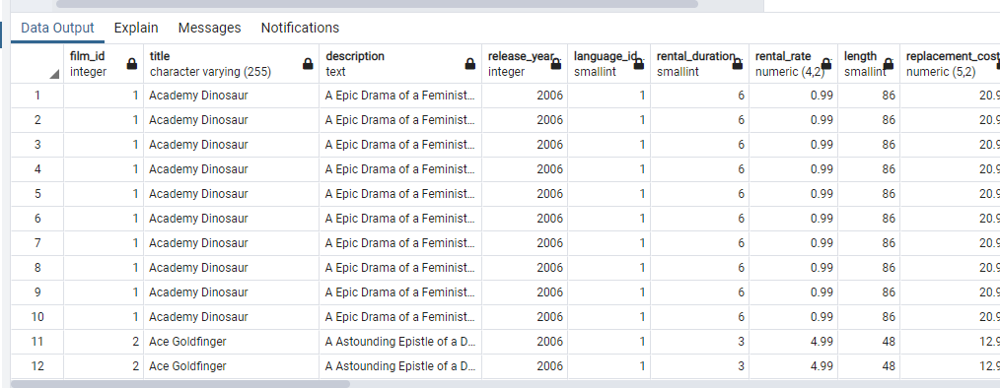 Data Output Explain Messages Notifications
film_id title description release_year language_id rental_duration rental_rate length replacement_cost
integer character varying (255) text integer smallint smallint numeric (4,2) smallint numeric (5,2)
1 1 Academy Dinosaur A Epic Drama of a Feminist... 2006 1 6 0.99 86 20.9
2 1 Academy Dinosaur A Epic Drama of a Feminist... 2006 1 6 0.99 86 20.9
3 1 Academy Dinosaur A Epic Drama of a Feminist... 2006 1 6 0.99 86 20.9
4 1 Academy Dinosaur A Epic Drama of a Feminist... 2006 1 6 0.99 86 20.9
5 1 Academy Dinosaur A Epic Drama of a Feminist... 2006 1 6 0.99 86 20.9
6 1 Academy Dinosaur A Epic Drama of a Feminist... 2006 1 6 0.99 86 20.9
7 1 Academy Dinosaur A Epic Drama of a Feminist... 2006 1 6 0.99 86 20.9
8 1 Academy Dinosaur A Epic Drama of a Feminist... 2006 1 6 0.99 86 20.9
9 1 Academy Dinosaur A Epic Drama of a Feminist... 2006 1 6 0.99 86 20.9
10 1 Academy Dinosaur A Epic Drama of a Feminist... 2006 1 6 0.99 86 20.9
11 2 Ace Goldfinger A Astounding Epistle of a D... 2006 1 3 4.99 48 12.9
12 2 Ace Goldfinger A Astounding Epistle of a D... 2006 1 3 4.99 48 12.9